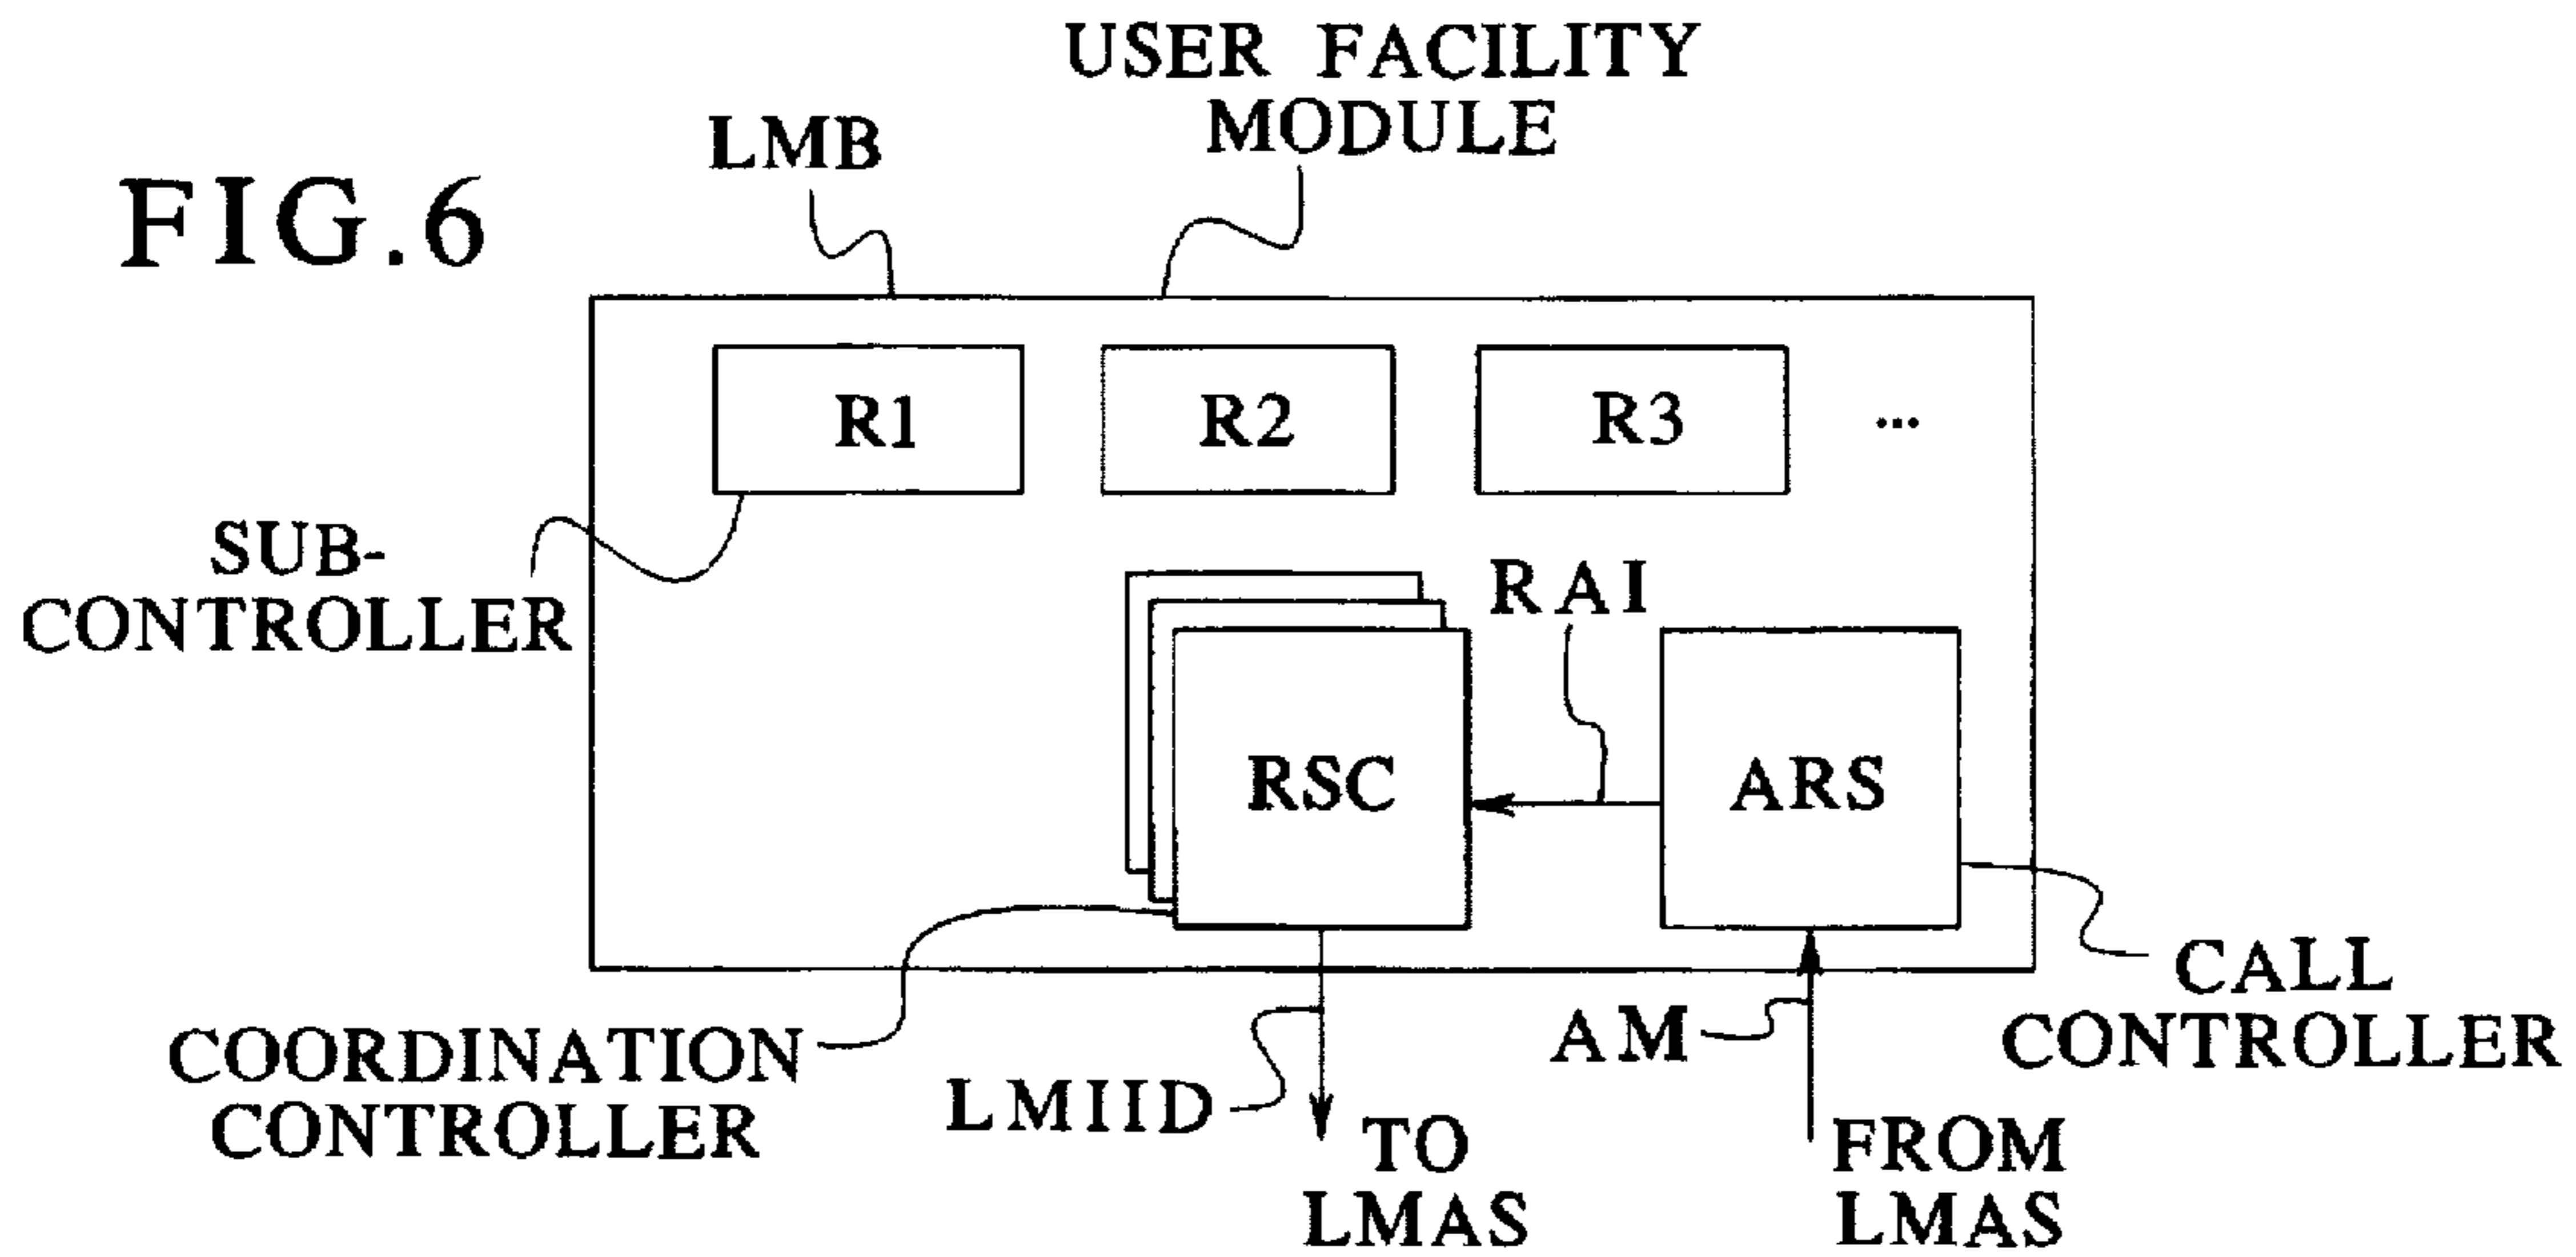 USER FACILITY
MODULE
LMB
FIG.6
R1
R2
R3
...
SUB-
CONTROLLER
RAI
RSC
ARS
CALL
CONTROLLER
COORDINATION
CONTROLLER
LMIID
AM
TO
LMAS
FROM
LMAS